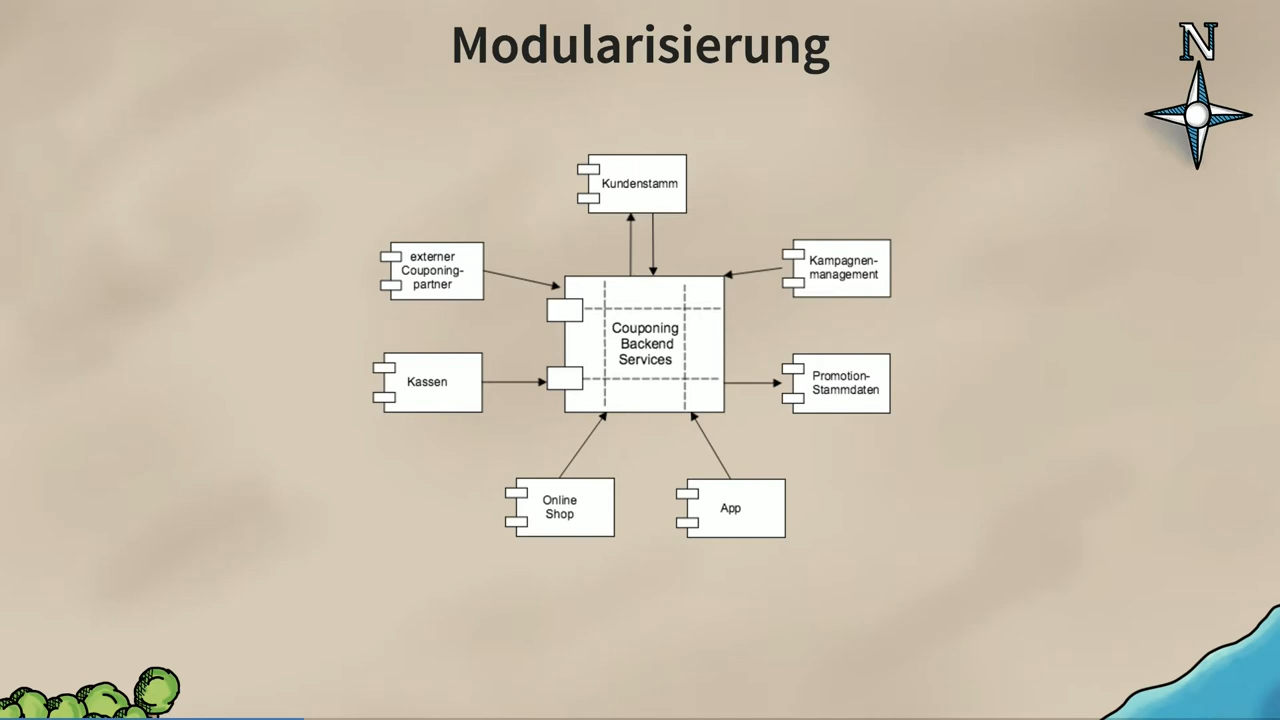 Modularisierung
N
Kundenstamm
externer
Couponing-
partner
Kampagnen-
management
Couponing
Backend
Services
Kassen
Promotion-
Stammdaten
Online
Shop
App